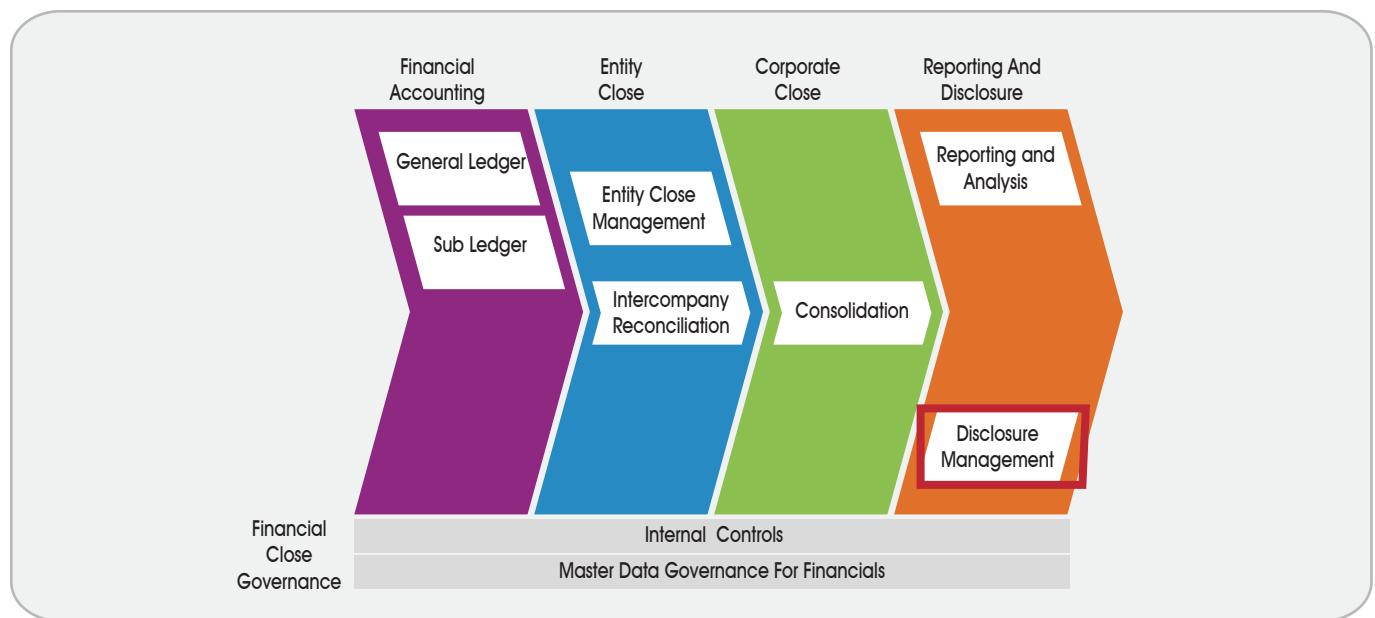 Financial
Accounting
Entity
Close
Corporate
Close
Reporting And
Disclosure
General Ledger
Sub Ledger
Entity Close
Management
Intercompany
Reconciliation
Consolidation
Reporting and
Analysis
Disclosure
Management
Financial
Close
Governance
Internal Controls
Master Data Governance For Financials